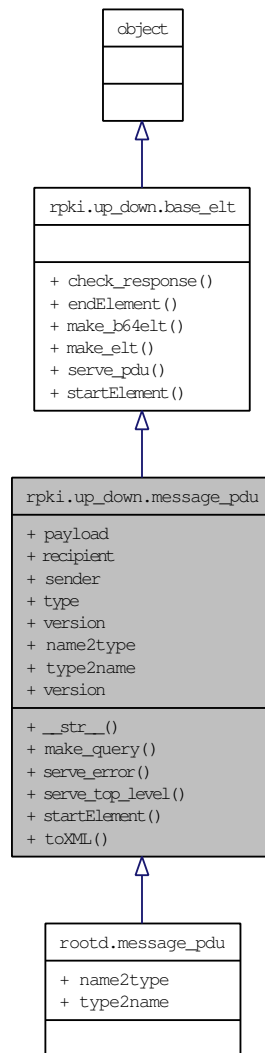 object
rpki.up_down.base_elt
+ check_response()
+ endElement()
+ make_b64elt()
+ make_elt()
+ serve_pdu()
+ startElement()
rpki.up_down.message_pdu
+ payload
+ recipient
+ sender
+ type
+ version
+ name2type
+ type2name
+ version
+ __str__()
+ make_query()
+ serve_error()
+ serve_top_level()
+ startElement()
+ toXML()
rootd.message_pdu
+ name2type
+ type2name